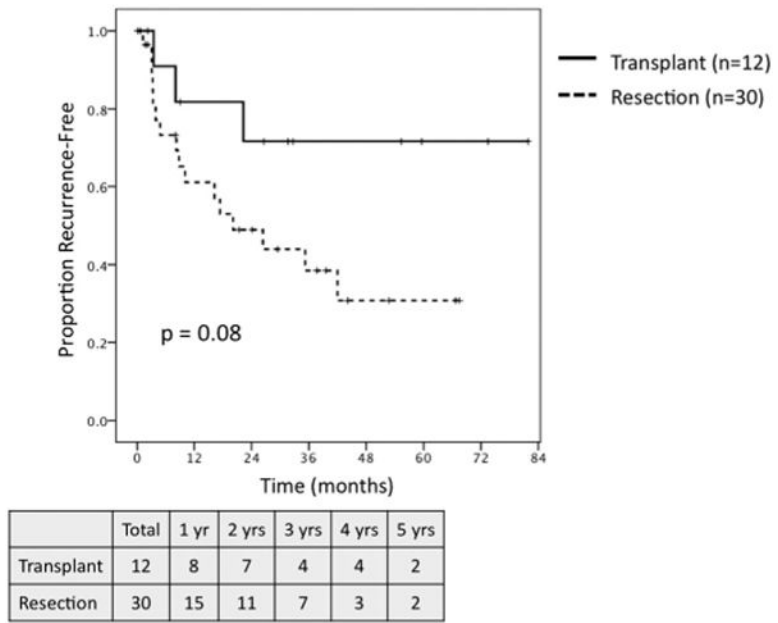 Transplant (n=12)
Resection (n=30)
Proportion Recurrence-Free
1.0
0.8
0.6
0.4
0.2
0.0
p = 0.08
0 12 24 36 48 60 72 84
Time (months)
Total 1 yr 2 yrs 3 yrs 4 yrs 5 yrs
Transplant 12 8 7 4 4 2
Resection 30 15 11 7 3 2